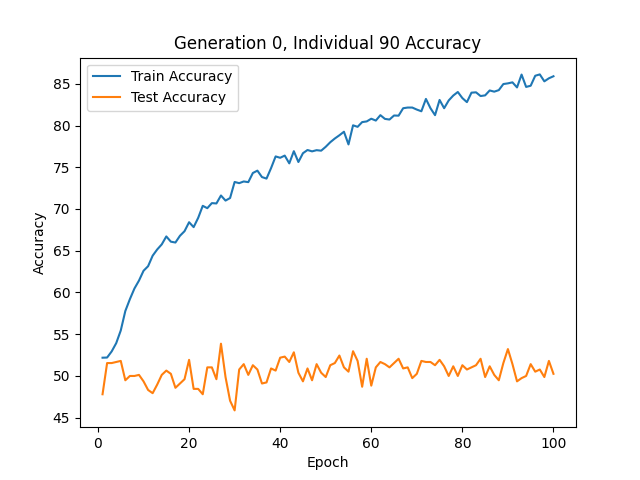 Generation 0, Individual 90 Accuracy
Train Accuracy
Test Accuracy
85
80
75
70
65
60
55
50
45
Accuracy
0 20 40 60 80 100
Epoch